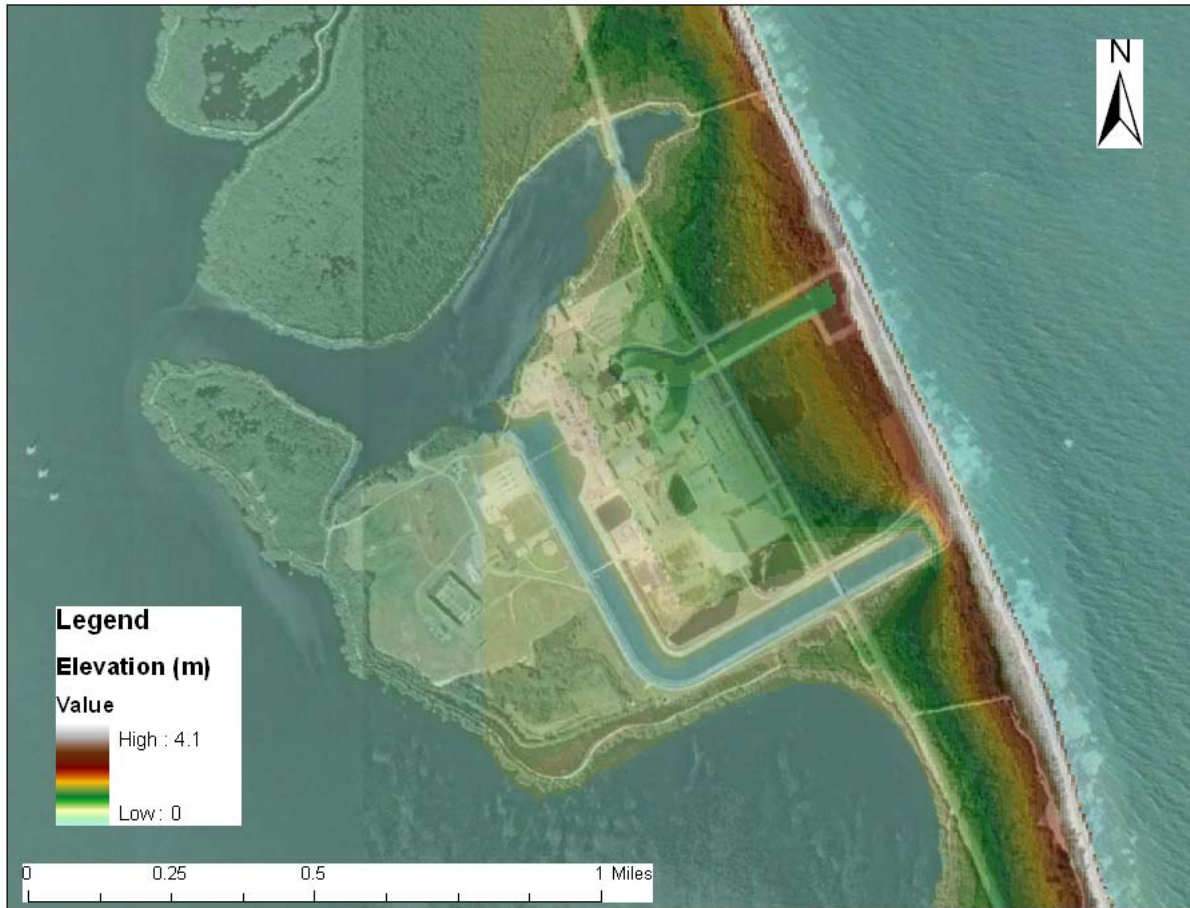 N
Legend
Elevation (m)
Value
High : 4.1
Low : 0
0 0.25 0.5 1 Miles